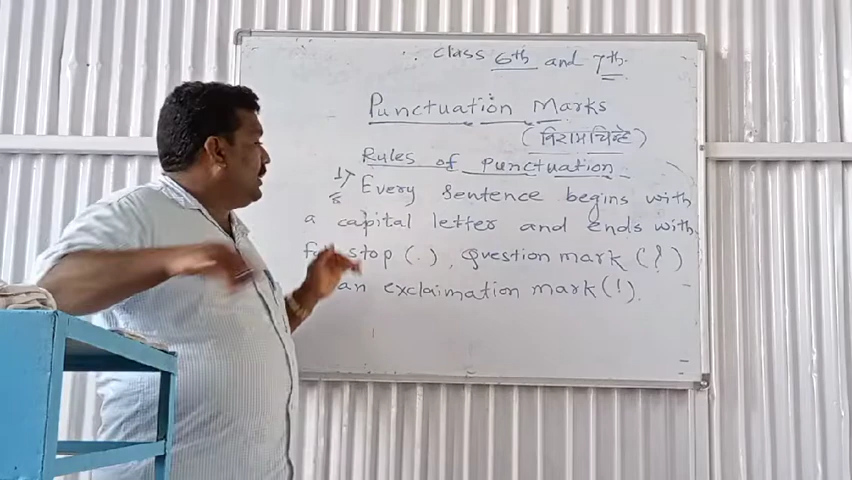 class 6th and 7th.
Punctuation Marks
(विरामचिन्हे)
Rules of punctuation
1) Every sentence begins with
a capital letter and ends with
stop (.), question mark (?)
an exclaimation mark (!).